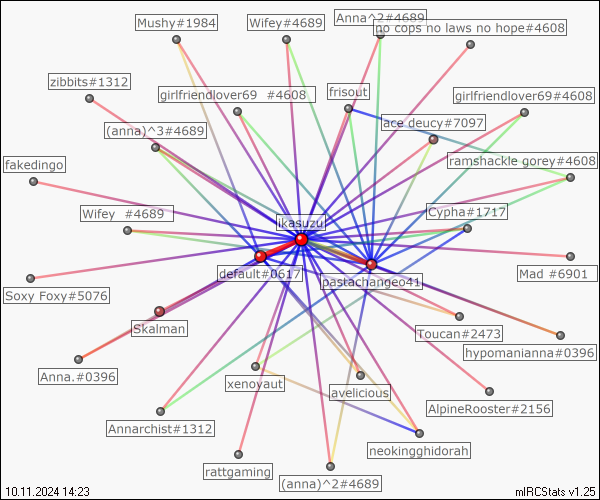 Mushy#1984
Wifey#4689
Anna^2#4689
no cops no laws no hope#4608
zibbits#1312
girlfriendlover69 #4608
frisout
girlfriendlover69#4608
(anna)^3#4689
ace deucy#7097
fakedingo
ramshackle gorey#4608
Wifey #4689
ikasuzu
Cypha#1717
default#0617
pastachangeo41
Mad #6901
Soxy Foxy#5076
Skalman
Toucan#2473
hypomanianna#0396
Anna.#0396
xenoyaut
avelicious
AlpineRooster#2156
Annarchist#1312
neokingghidorah
rattgaming
(anna)^2#4689
10.11.2024 14:23
mIRCStats v1.25